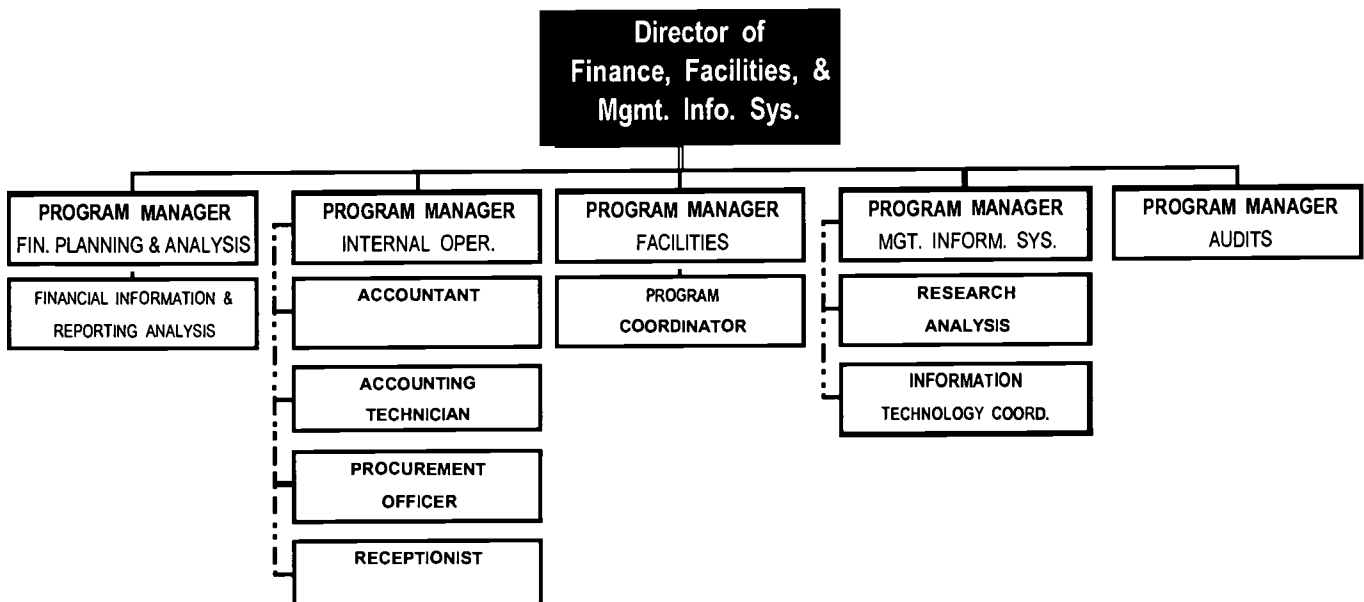 Director of
Finance, Facilities, &
Mgmt. Info. Sys.
PROGRAM MANAGER
FIN. PLANNING & ANALYSIS
FINANCIAL INFORMATION &
REPORTING ANALYSIS
PROGRAM MANAGER
INTERNAL OPER.
ACCOUNTANT
ACCOUNTING
TECHNICIAN
PROCUREMENT
OFFICER
RECEPTIONIST
PROGRAM MANAGER
FACILITIES
PROGRAM
COORDINATOR
PROGRAM MANAGER
MGT. INFORM. SYS.
RESEARCH
ANALYSIS
INFORMATION
TECHNOLOGY COORD.
PROGRAM MANAGER
AUDITS